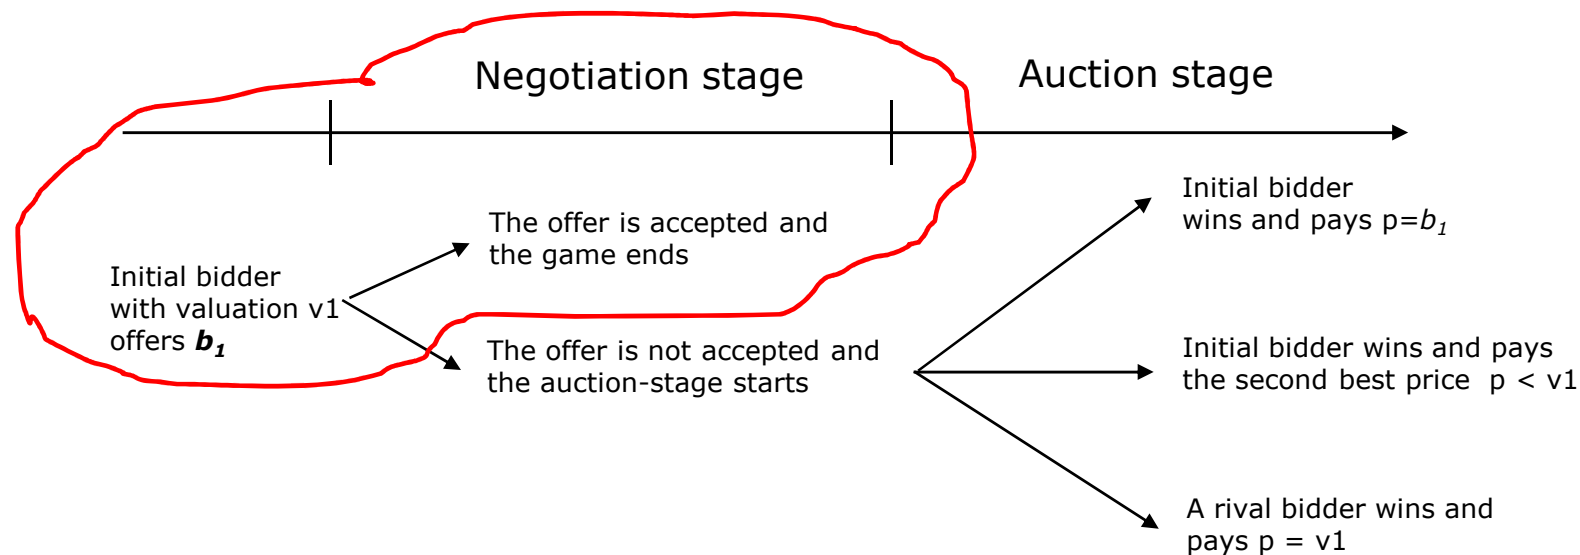 Negotiation stage
Auction stage
Initial bidder
with valuation v1
offers b₁
The offer is accepted and
the game ends
The offer is not accepted and
the auction-stage starts
Initial bidder
wins and pays p=b₁
Initial bidder wins and pays
the second best price p < v1
A rival bidder wins and
pays p = v1